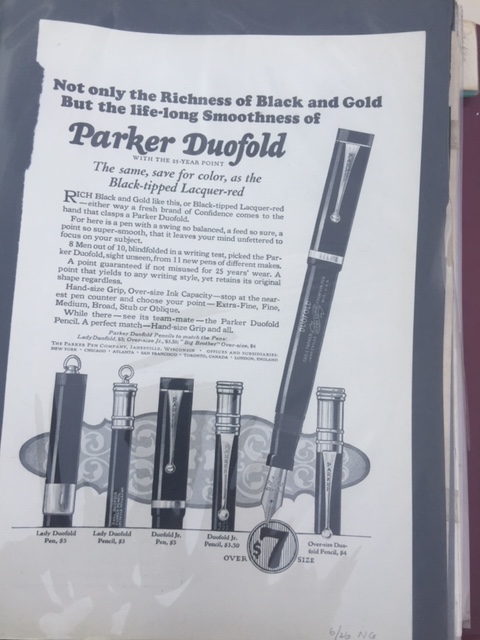 Not only the Richness of Black and Gold
But the life-long Smoothness of
Parker Duofold
WITH THE 25-YEAR POINT
The same, save for color, as the
Black-tipped Lacquer-red
RICH Black and Gold like this, or Black-tipped Lacquer-red
—either way a fresh brand of Confidence comes to the
hand that clasps a Parker Duofold.
For here is a pen with a swing so balanced, a feed so sure, a
point so super-smooth, that it leaves your mind unfettered to
focus on your subject.
8 Men out of 10, blindfolded in a writing test, picked the Par-
ker Duofold, sight unseen, from 11 new pens of different makes.
A point guaranteed if not misused for 25 years' wear. A
point that yields to any writing style, yet retains its original
shape regardless.
Hand-size Grip, Over-size Ink Capacity—stop at the near-
est pen counter and choose your point—Extra-Fine, Fine,
Medium, Broad, Stub or Oblique.
While there—see its team-mate—the Parker Duofold
Pencil. A perfect match—Hand-size Grip and all.
Parker Duofold Pencils to match the Pens:
Lady Duofold, $3; Over-size Jr., $3.50; "Big Brother" Over-size, $4
THE PARKER PEN COMPANY, JANESVILLE, WISCONSIN · OFFICES AND SUBSIDIARIES
NEW YORK · CHICAGO · ATLANTA · SAN FRANCISCO · TORONTO, CANADA · LONDON, ENGLAND
Lady Duofold
Pen, $5
Lady Duofold
Pencil, $3
Duofold Jr.
Pen, $5
Duofold Jr.
Pencil, $3.50
OVER $7 SIZE
Over-size Duo-
fold Pencil, $4
6/26 NG